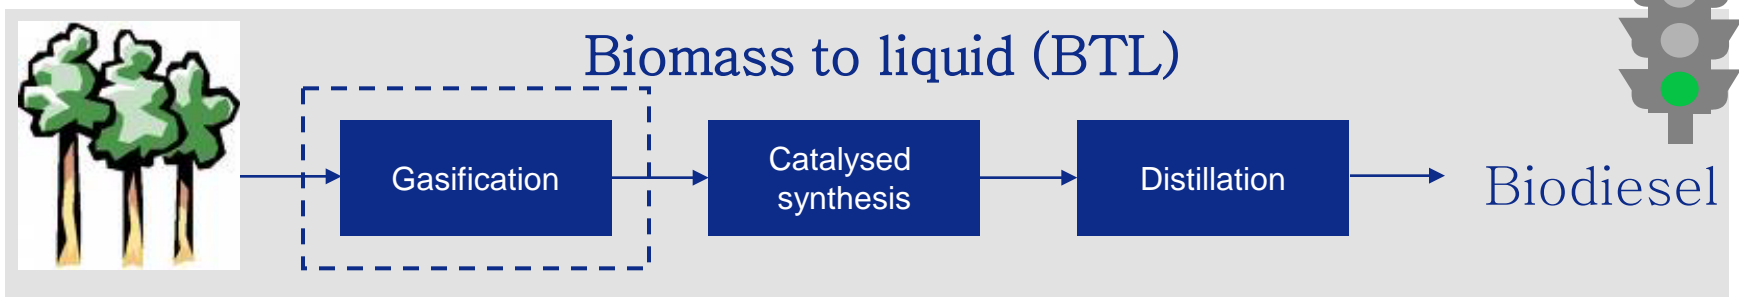 Biomass to liquid (BTL)
Gasification
Catalysed
synthesis
Distillation
Biodiesel